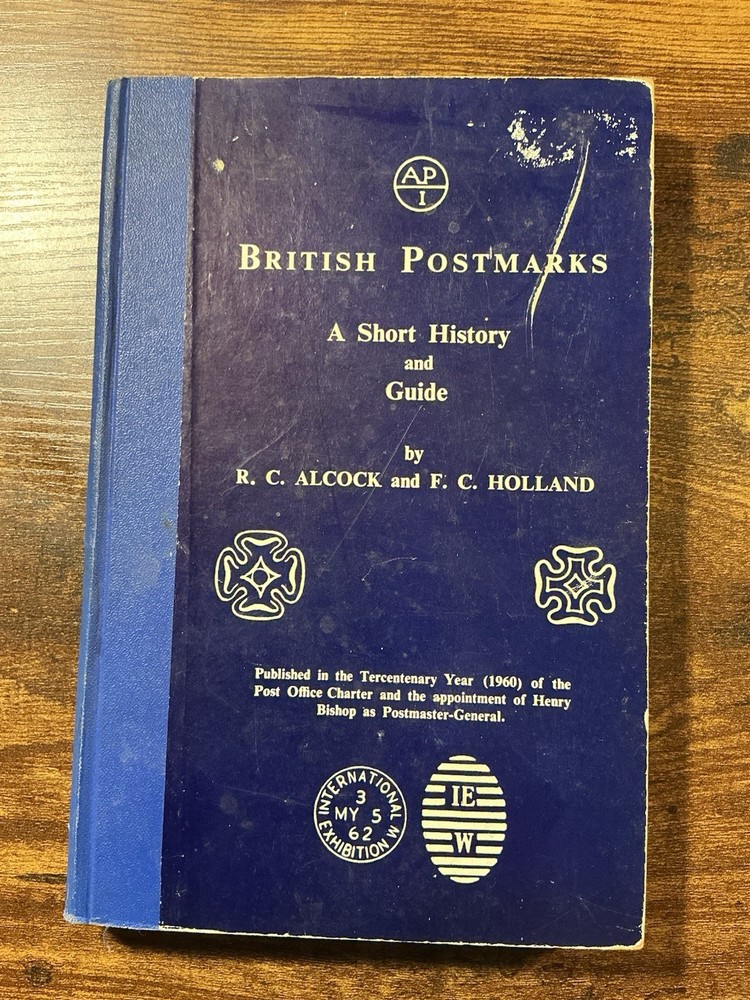 AP
I
BRITISH POSTMARKS
A Short History
and
Guide
by
R. C. ALCOCK and F. C. HOLLAND
Published in the Tercentenary Year (1960) of the
Post Office Charter and the appointment of Henry
Bishop as Postmaster-General.
INTERNATIONAL
3
MY 5
62
EXHIBITION W
IE
W